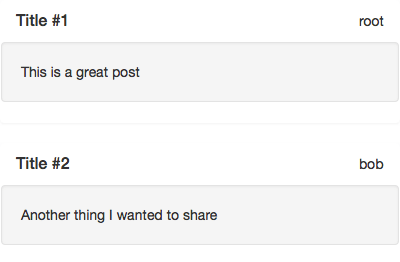 Title #1 root
This is a great post
Title #2 bob
Another thing I wanted to share